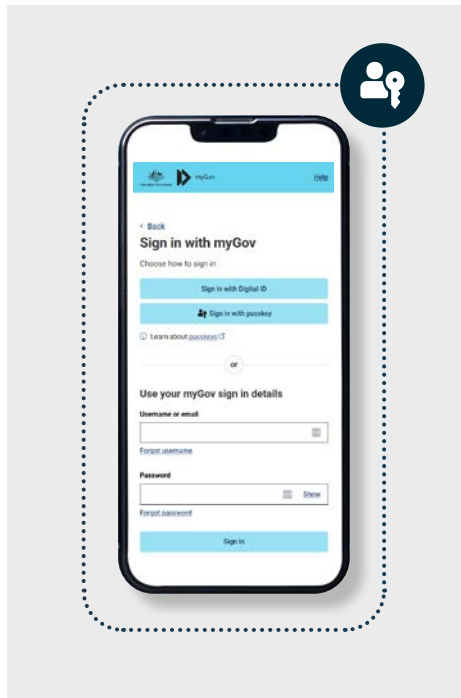 myGov
Help
< Back
Sign in with myGov
Choose how to sign in
Sign in with Digital ID
Sign in with passkey
Learn about passkeys
or
Use your myGov sign in details
Username or email
Forgot username
Password
Show
Forgot password
Sign in